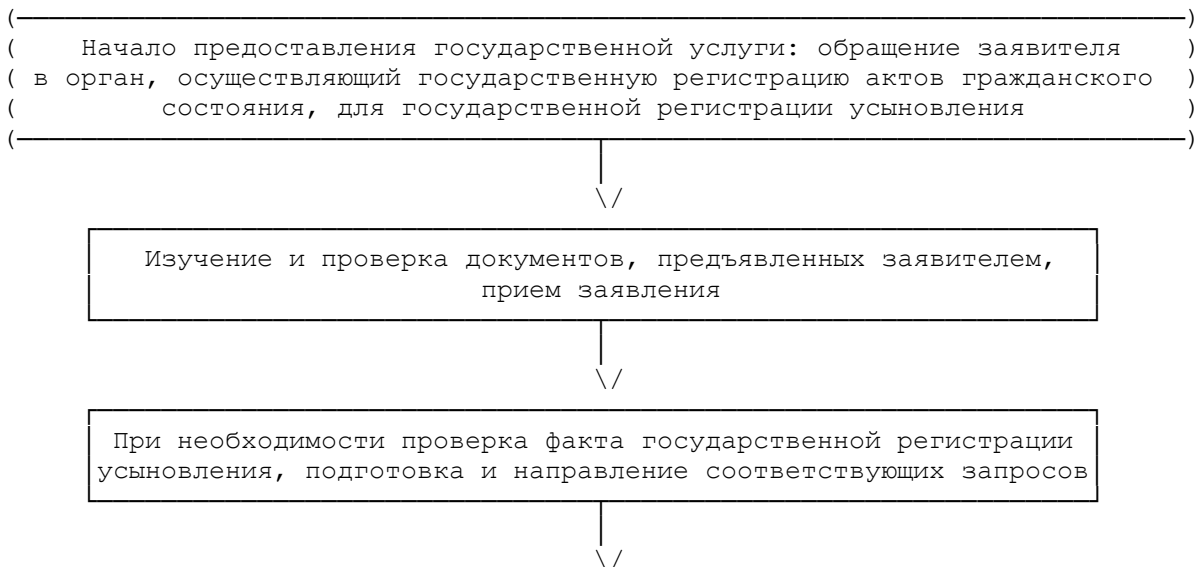 Начало предоставления государственной услуги: обращение заявителя
в орган, осуществляющий государственную регистрацию актов гражданского
состояния, для государственной регистрации усыновления
Изучение и проверка документов, предъявленных заявителем,
прием заявления
При необходимости проверка факта государственной регистрации
усыновления, подготовка и направление соответствующих запросов